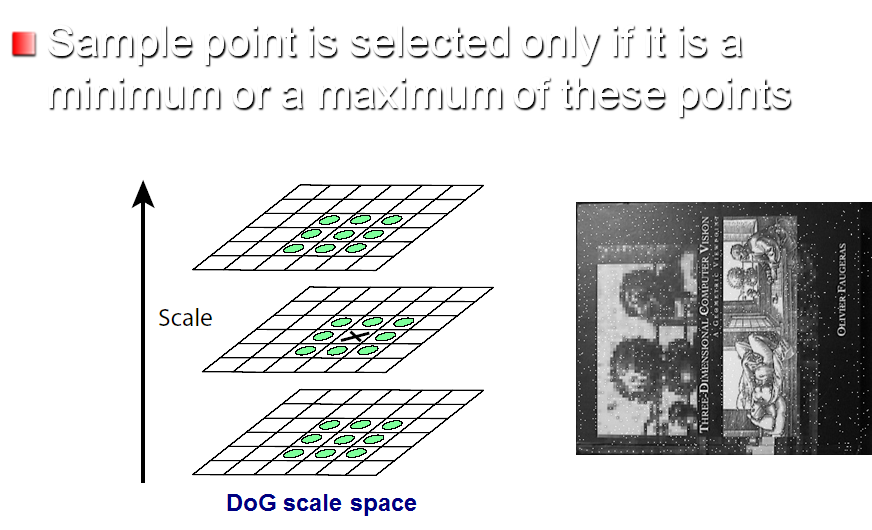 Sample point is selected only if it is a
minimum or a maximum of these points
Scale
DoG scale space
THREE-DIMENSIONAL COMPUTER VISION
A GEOMETRIC VIEWPOINT
OLIVIER FAUGERAS